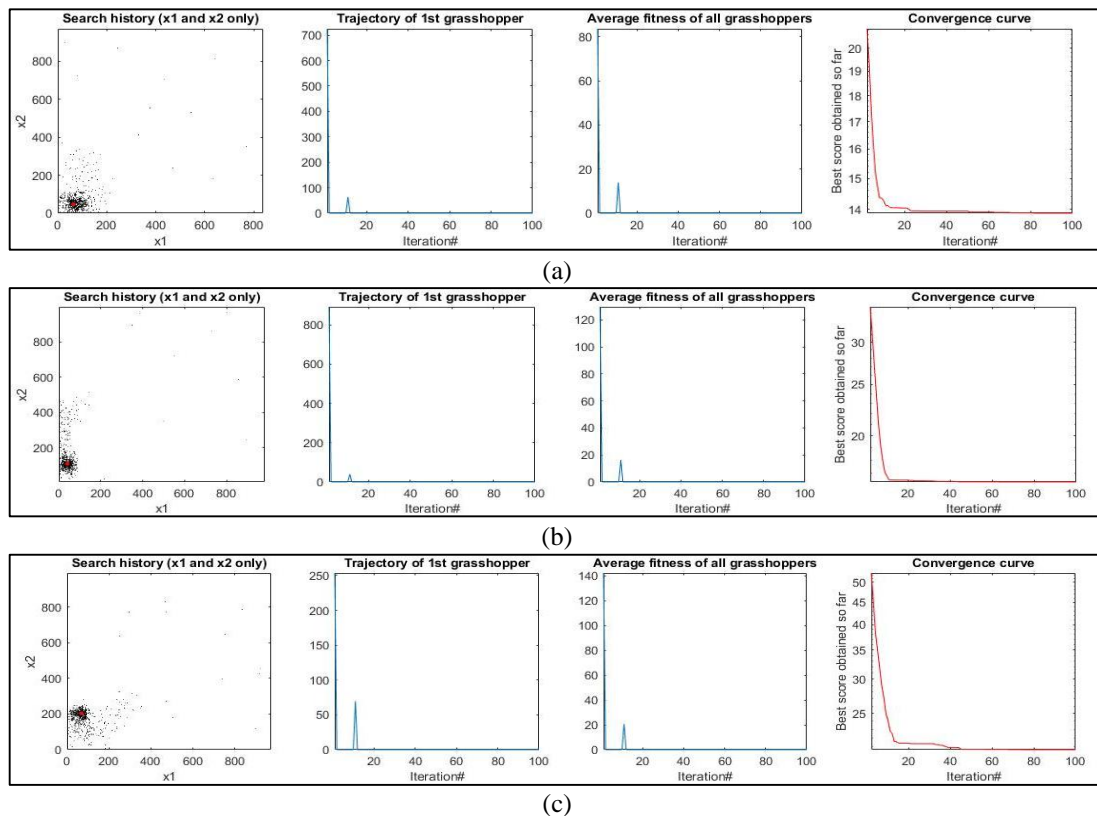 Search history (x1 and x2 only) Trajectory of 1st grasshopper Average fitness of all grasshoppers Convergence curve
x2
800
600
400
200
0
0 200 400 600 800
x1
700
600
500
400
300
200
100
0
20 40 60 80 100
Iteration#
80
60
40
20
0
20 40 60 80 100
Iteration#
Best score obtained so far
20
19
18
17
16
15
14
20 40 60 80 100
Iteration#
(a)
Search history (x1 and x2 only) Trajectory of 1st grasshopper Average fitness of all grasshoppers Convergence curve
x2
800
600
400
200
0 200 400 600 800
x1
800
600
400
200
0
20 40 60 80 100
Iteration#
120
100
80
60
40
20
0
20 40 60 80 100
Iteration#
Best score obtained so far
30
25
20
20 40 60 80 100
Iteration#
(b)
Search history (x1 and x2 only) Trajectory of 1st grasshopper Average fitness of all grasshoppers Convergence curve
x2
800
600
400
200
0
0 200 400 600 800
x1
250
200
150
100
50
0
20 40 60 80 100
Iteration#
140
120
100
80
60
40
20
0
20 40 60 80 100
Iteration#
Best score obtained so far
50
45
40
35
30
25
20 40 60 80 100
Iteration#
(c)